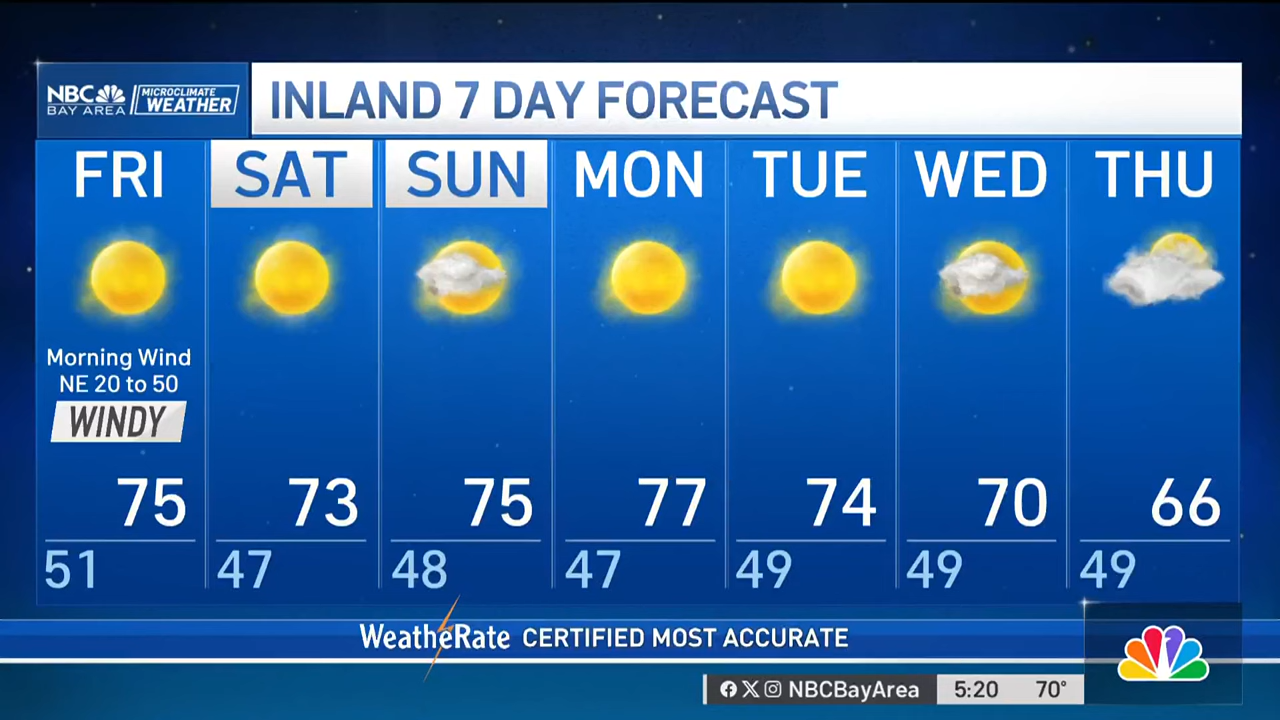 NBC BAY AREA MICROCLIMATE WEATHER
INLAND 7 DAY FORECAST
FRI SAT SUN MON TUE WED THU
Morning Wind
NE 20 to 50
WINDY
75 73 75 77 74 70 66
51 47 48 47 49 49 49
WeatheRate CERTIFIED MOST ACCURATE
NBCBayArea 5:20 70°